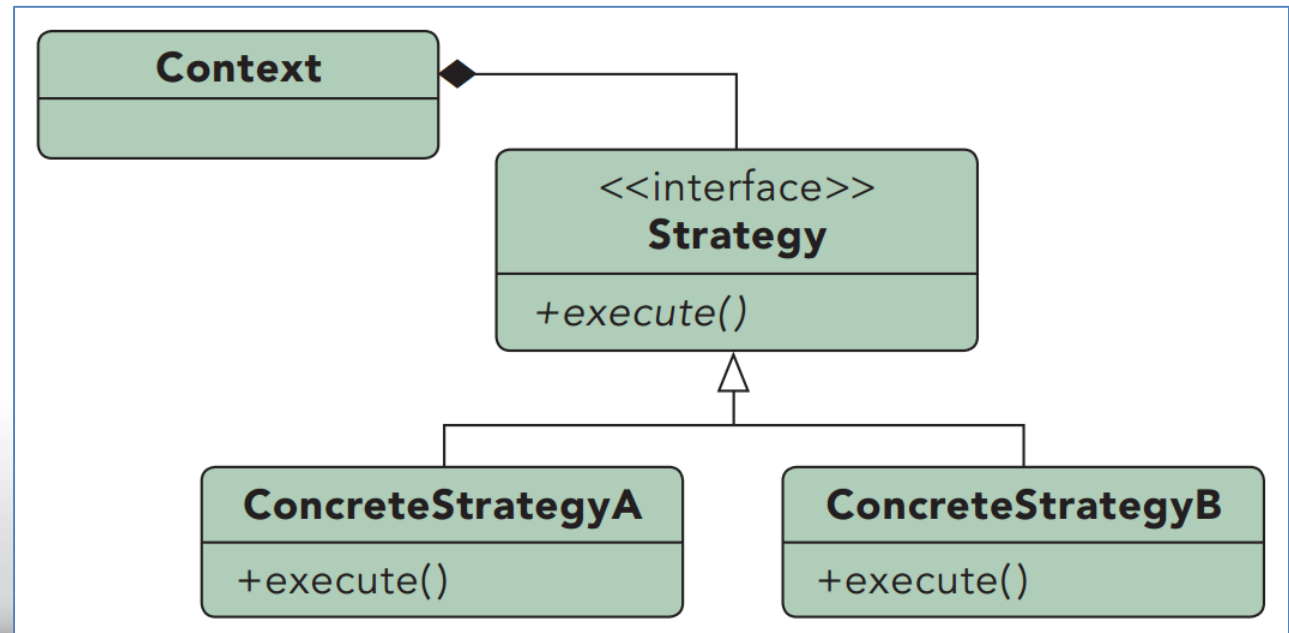 Context
<<interface>>
Strategy
+execute()
ConcreteStrategyA
+execute()
ConcreteStrategyB
+execute()